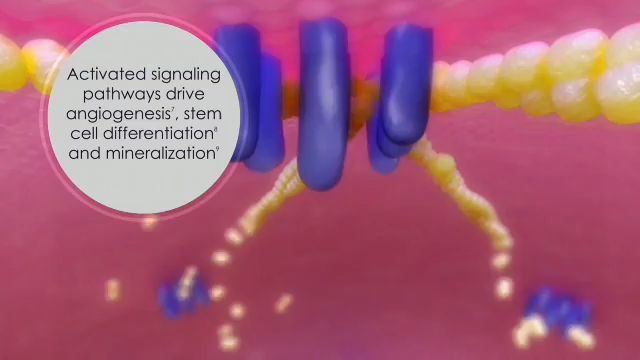 Activated signaling
pathways drive
angiogenesis⁷, stem
cell differentiation⁸
and mineralization⁹